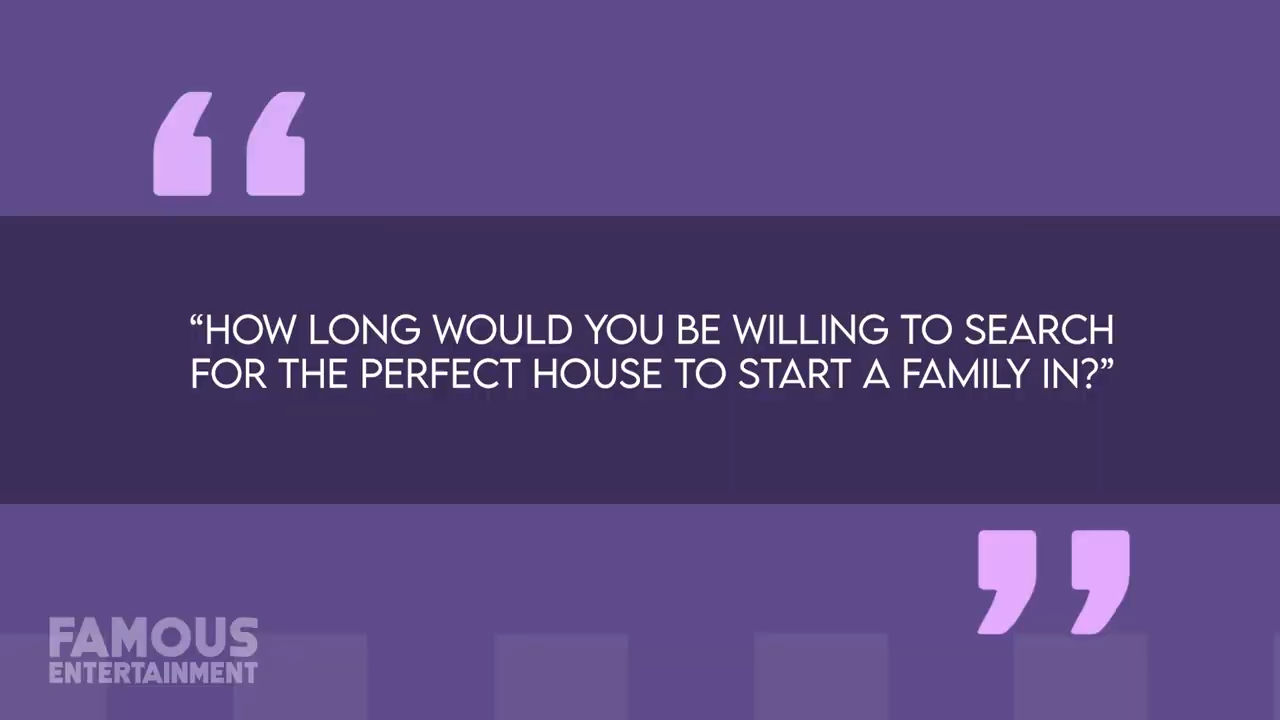 “HOW LONG WOULD YOU BE WILLING TO SEARCH
FOR THE PERFECT HOUSE TO START A FAMILY IN?”
FAMOUS
ENTERTAINMENT